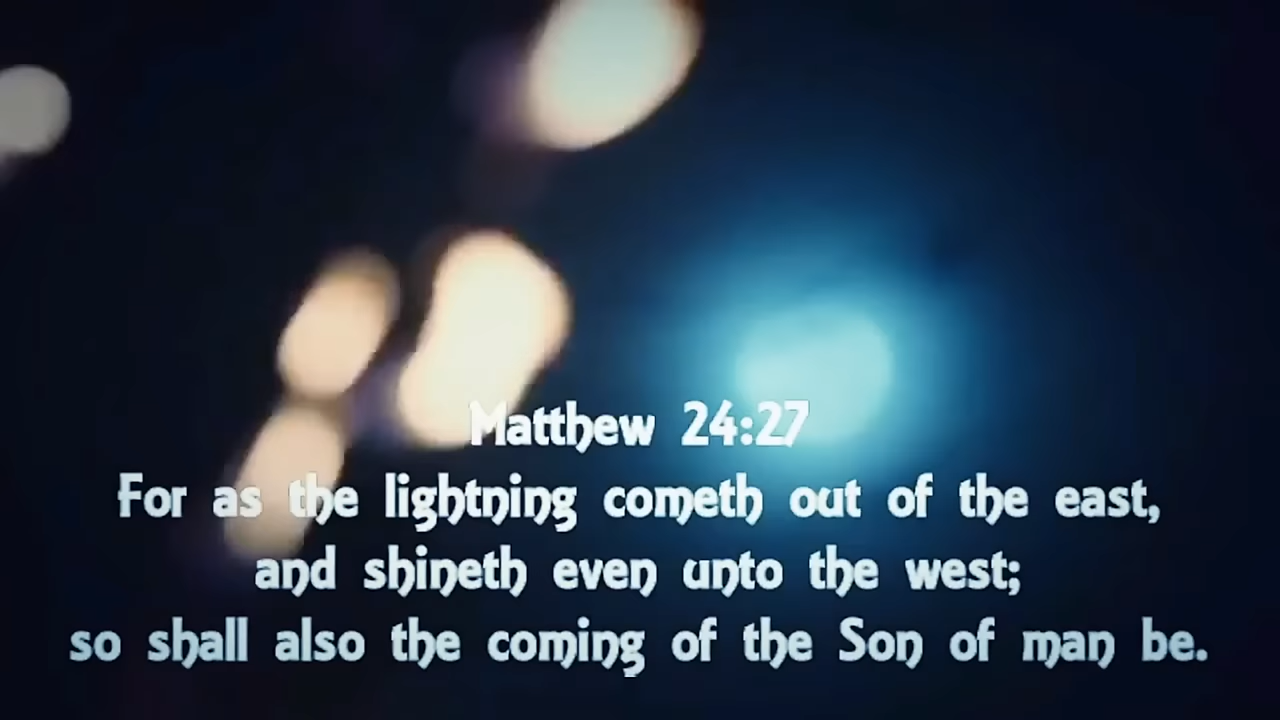 Matthew 24:27
For as the lightning cometh out of the east,
and shineth even unto the west;
so shall also the coming of the Son of man be.